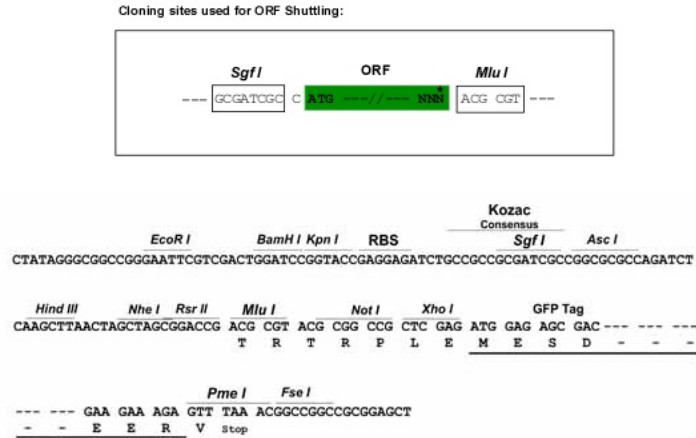 Cloning sites used for ORF Shuttling:
Sgf I ORF Mlu I
--- GCGATCGC C ATG ---//--- NNN* ACG CGT ---
Kozac
Consensus
EcoR I BamH I Kpn I RBS Sgf I Asc I
CTATAGGGCGGCCGGGAATTCGTCGACTGGATCCGGTACCGAGGAGATCTGCCGCCGCGATCGCCGGCGCGCCAGATCT
Hind III Nhe I Rsr II Mlu I Not I Xho I GFP Tag
CAAGCTTAACTAGCTAGCGGACCG ACG CGT ACG CGG CCG CTC GAG ATG GAG AGC GAC--- --- ---
T R T R P L E M E S D - - -
Pme I Fse I
--- --- GAA GAA AGA GTT TAA ACGGCCGGCCGCGGAGCT
- - E E R V Stop